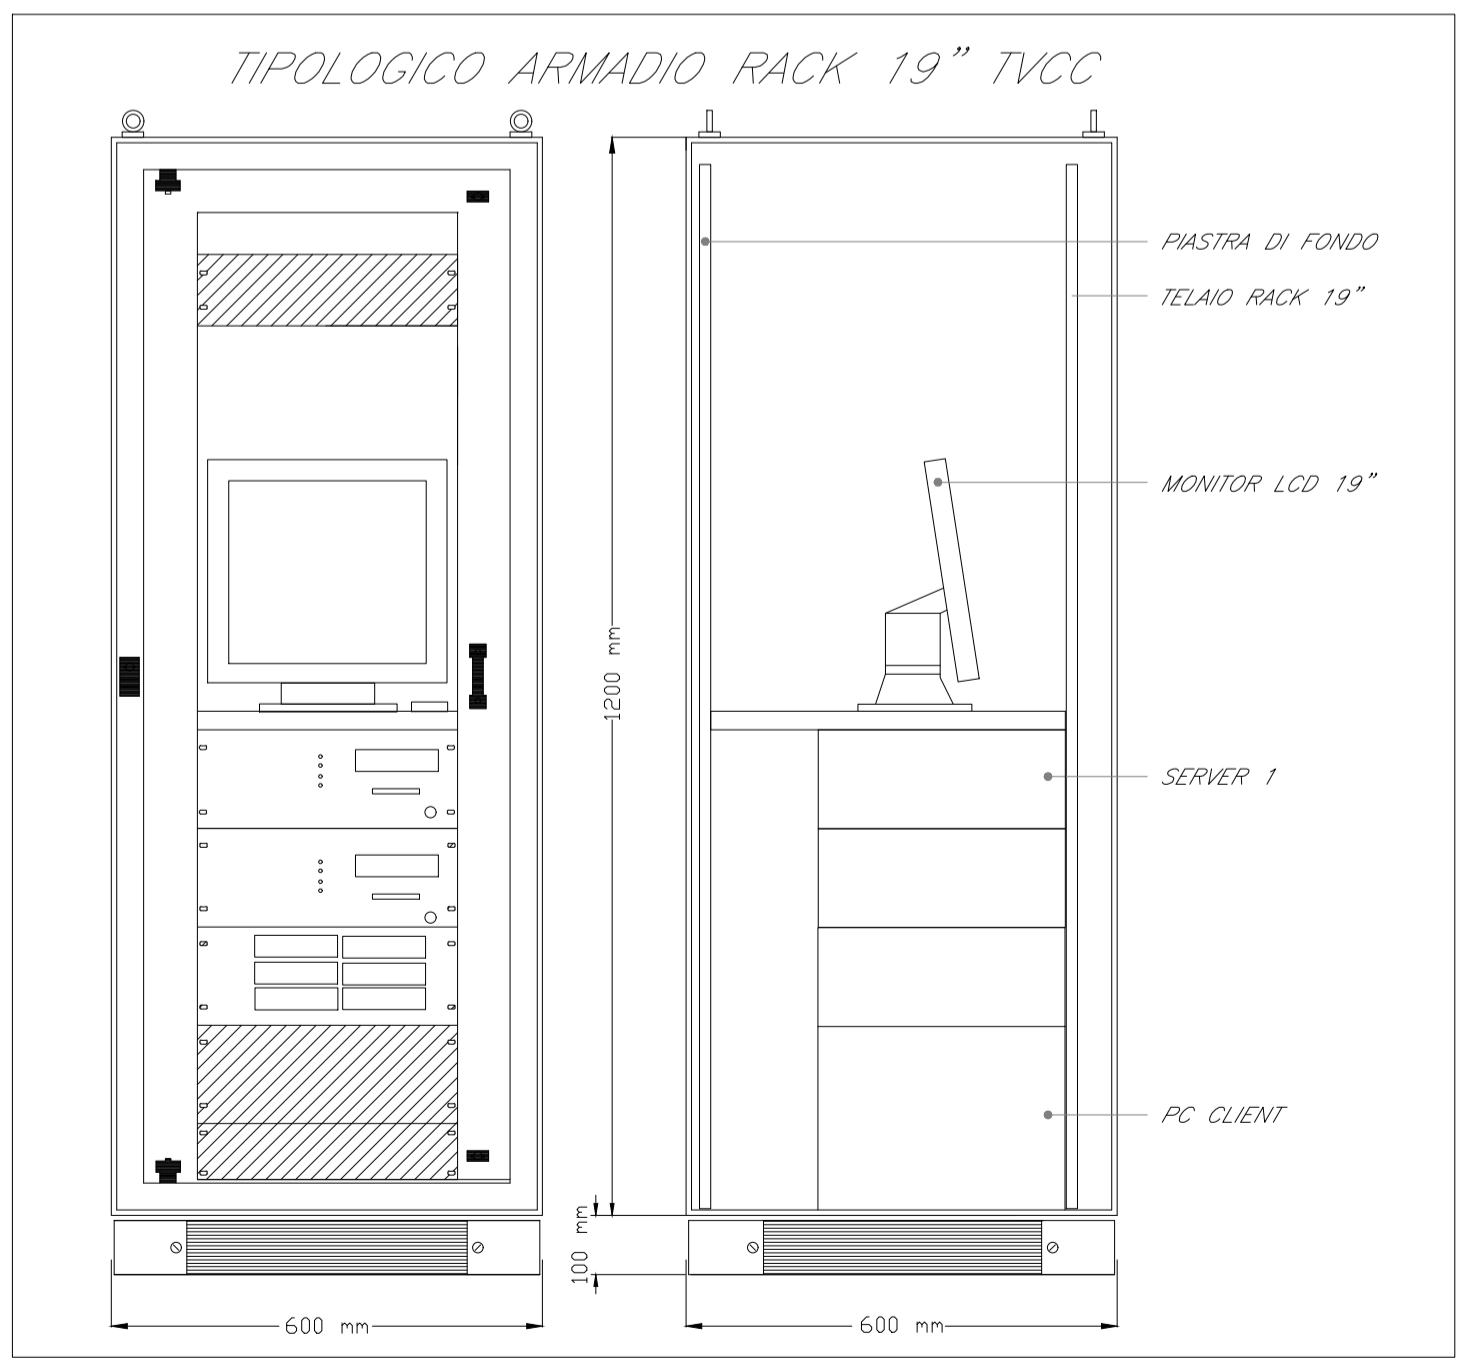 TIPOLOGICO ARMADIO RACK 19" TVCC
PIASTRA DI FONDO
TELAIO RACK 19"
MONITOR LCD 19"
1200 mm
SERVER 1
PC CLIENT
100 mm
600 mm
600 mm